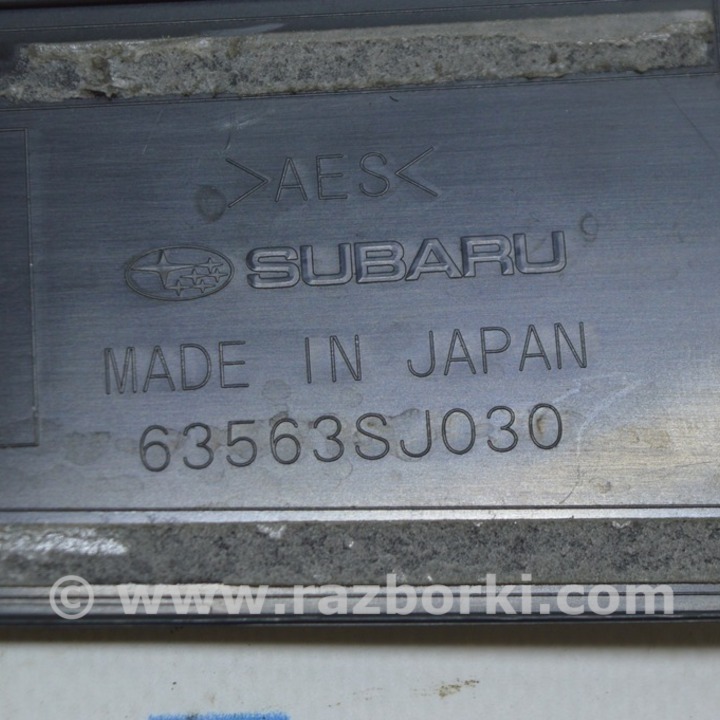 >AES<
SUBARU
MADE IN JAPAN
63563SJ030
© www.razborki.com